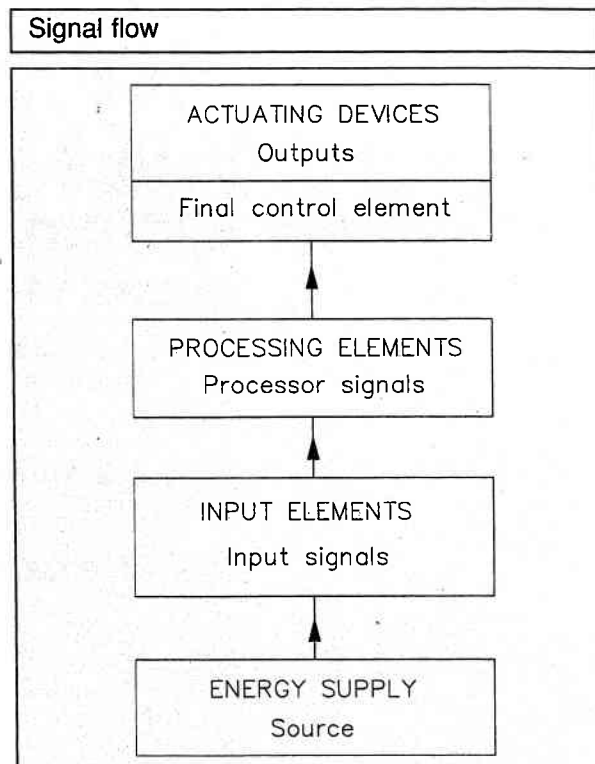 Signal flow
ACTUATING DEVICES
Outputs
Final control element
PROCESSING ELEMENTS
Processor signals
INPUT ELEMENTS
Input signals
ENERGY SUPPLY
Source